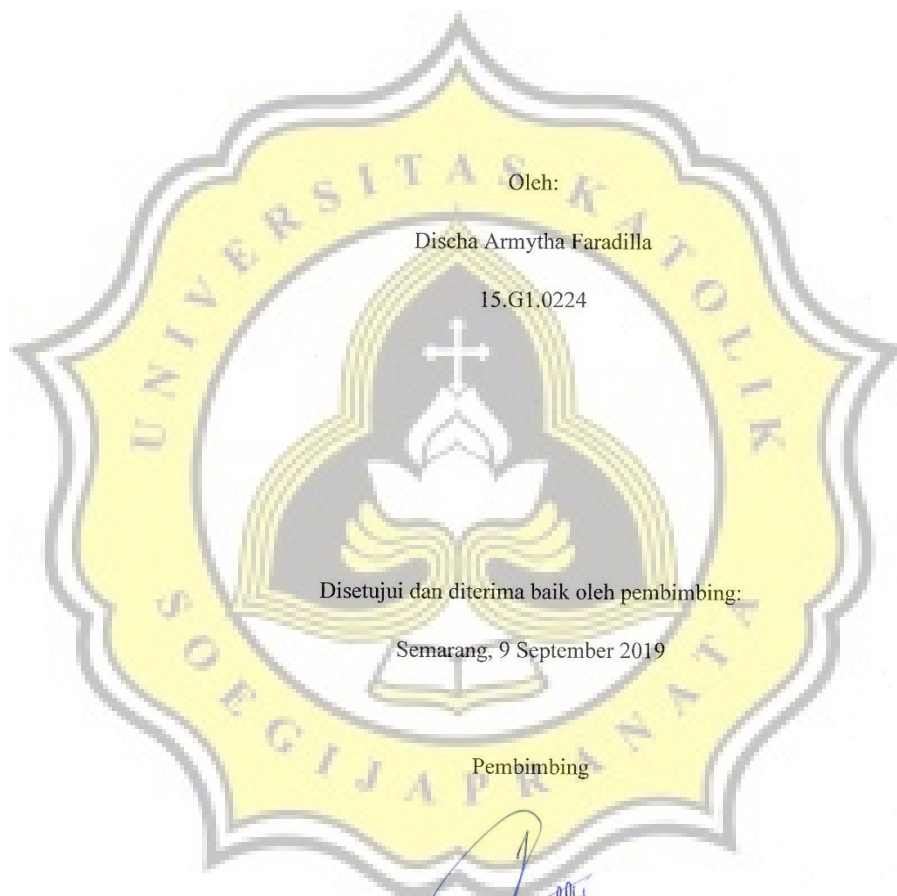 Oleh:
Discha Armytha Faradilla
15.G1.0224
Disetujui dan diterima baik oleh pembimbing:
Semarang, 9 September 2019
Pembimbing
UNIVERSITAS KATOLIK
SOEGIJAPRANATA